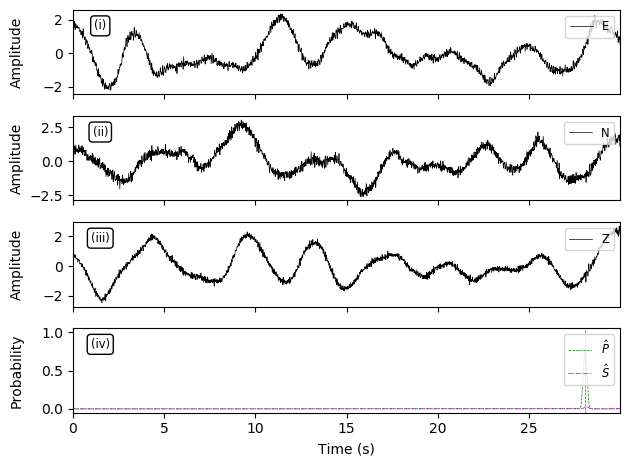 Amplitude
2
0
−2
(i)
E
Amplitude
2.5
0.0
−2.5
(ii)
N
Amplitude
2
0
−2
(iii)
Z
Probability
1.0
0.5
0.0
(iv)
P̂
Ŝ
0 5 10 15 20 25
Time (s)